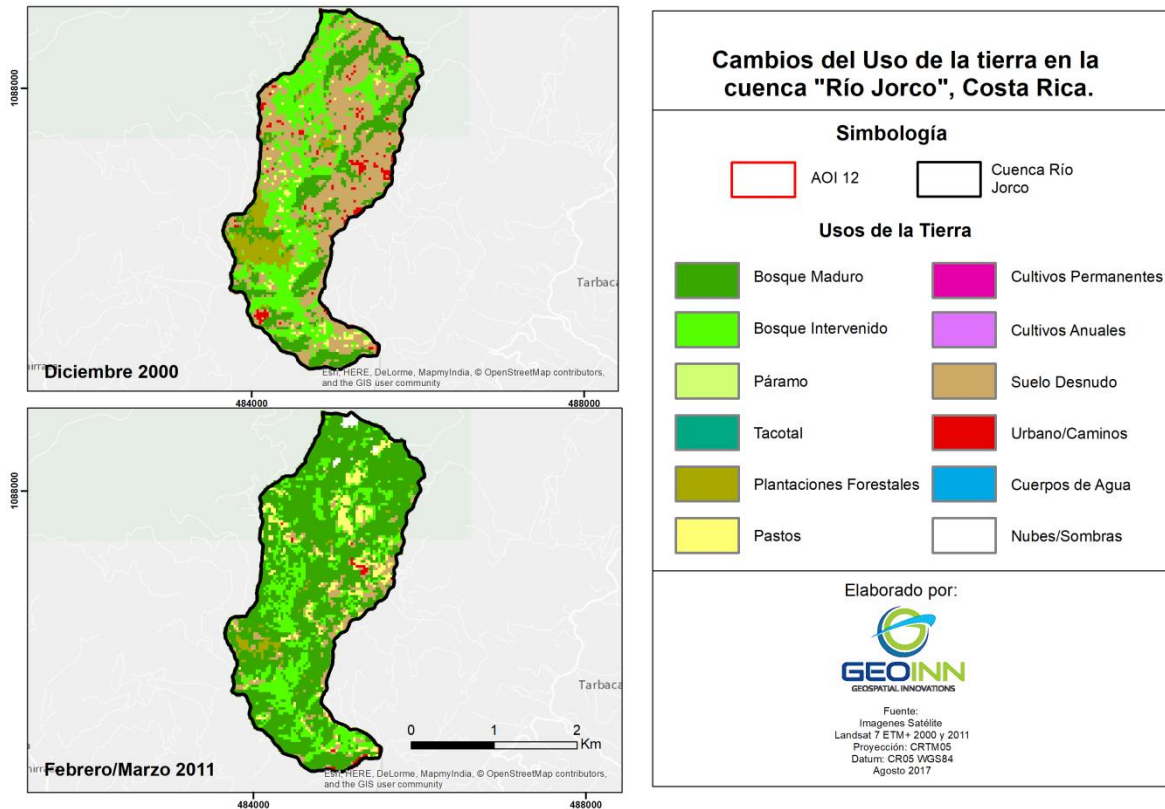 Cambios del Uso de la tierra en la
cuenca "Río Jorco", Costa Rica.
Simbología
AOI 12
Cuenca Río
Jorco
Usos de la Tierra
Bosque Maduro
Cultivos Permanentes
Bosque Intervenido
Cultivos Anuales
Páramo
Suelo Desnudo
Tacotal
Urbano/Caminos
Plantaciones Forestales
Cuerpos de Agua
Pastos
Nubes/Sombras
Elaborado por:
GEOINN
GEOSPATIAL INNOVATIONS
Fuente:
Imagenes Satélite
Landsat 7 ETM+ 2000 y 2011
Proyección: CRTM05
Datum: CR05 WGS84
Agosto 2017
1088000
Tarbaca
Diciembre 2000
Esri, HERE, DeLorme, MapmyIndia, © OpenStreetMap contributors,
and the GIS user community
484000
488000
1088000
Tarbaca
0 1 2
Km
Febrero/Marzo 2011
Esri, HERE, DeLorme, MapmyIndia, © OpenStreetMap contributors,
and the GIS user community
484000
488000